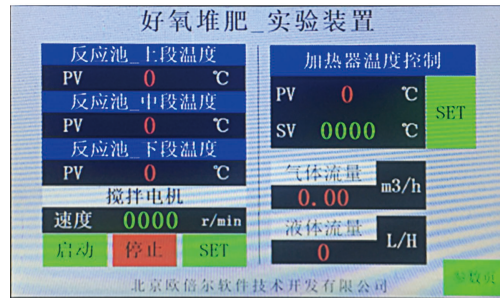 好氧堆肥_实验装置
反应池_上段温度
PV 0 ℃
反应池_中段温度
PV 0 ℃
反应池_下段温度
PV 0 ℃
搅拌电机
速度 0000 r/min
启动 停止 SET
加热器温度控制
PV 0 ℃
SV 0000 ℃
SET
气体流量
0.00 m3/h
液体流量
0 L/H
参数页
北京欧倍尔软件技术开发有限公司